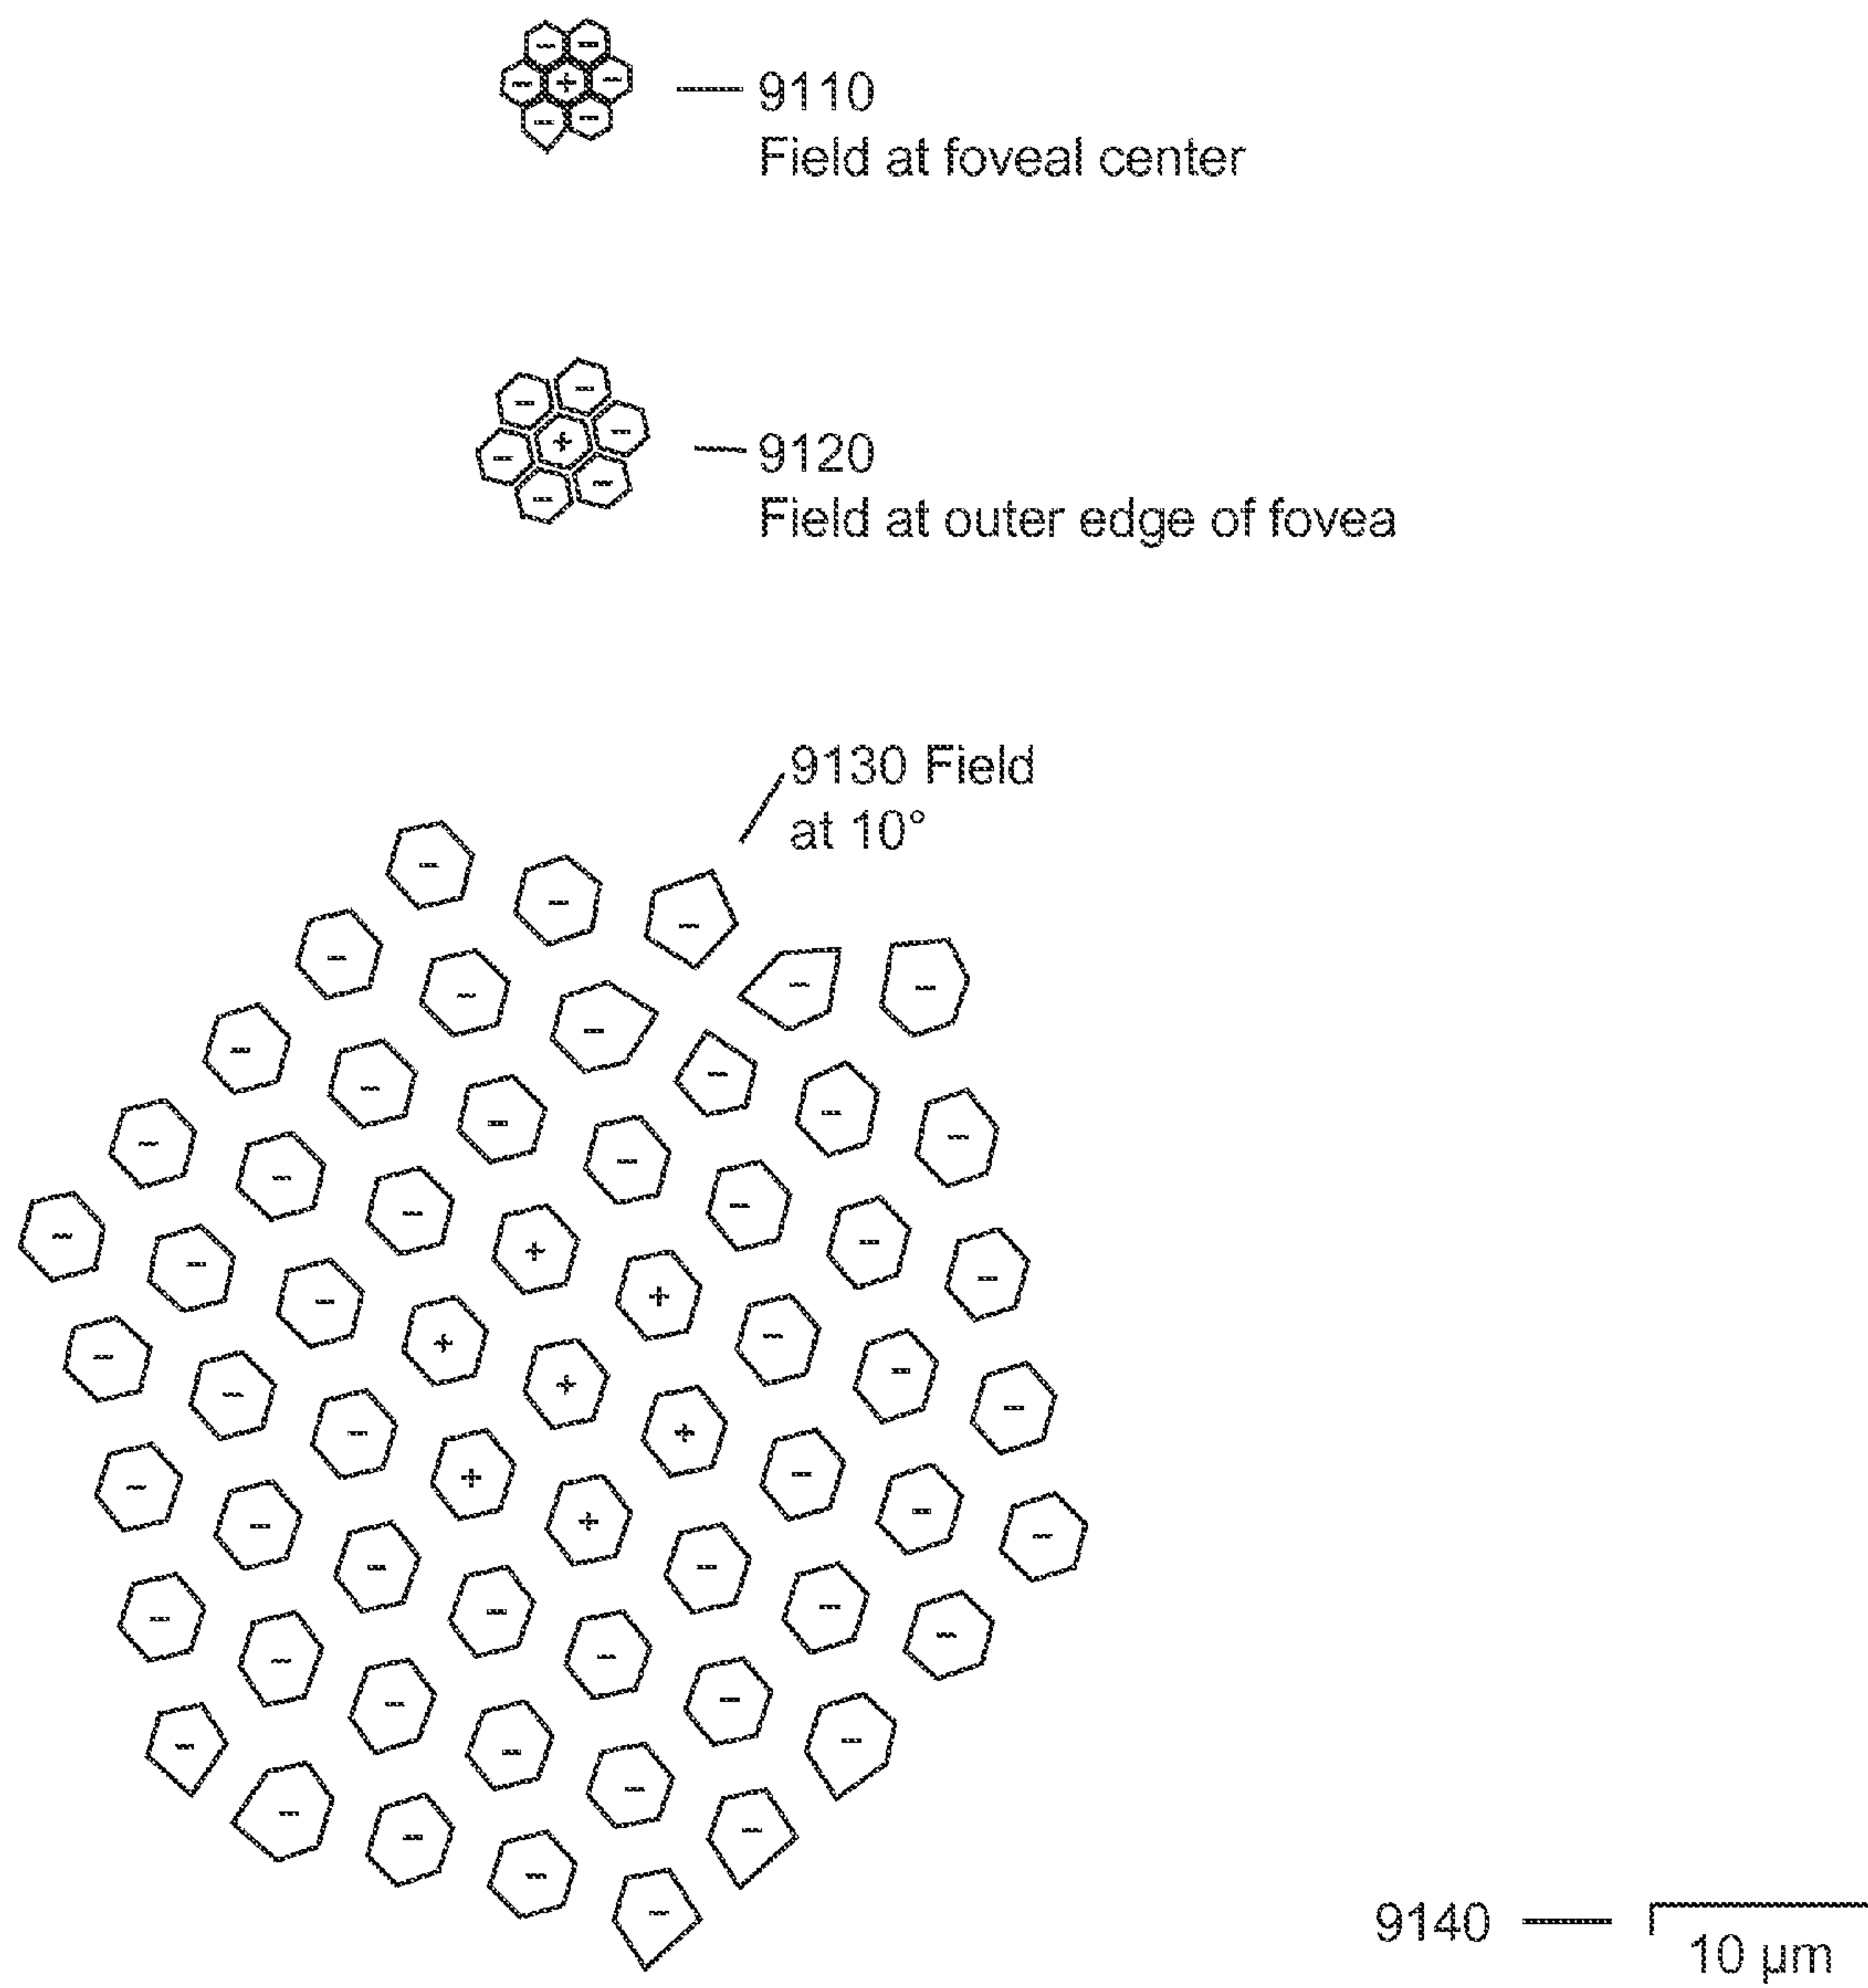 9110
Field at foveal center
9120
Field at outer edge of fovea
9130 Field
at 10°
9140
10 µm